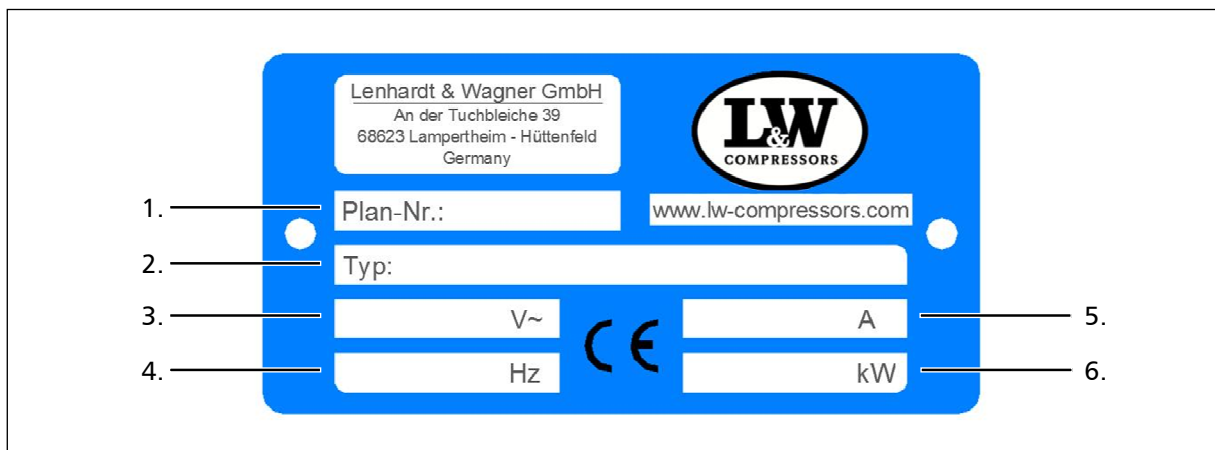 Lenhardt & Wagner GmbH
An der Tuchbleiche 39
68623 Lampertheim - Hüttenfeld
Germany
L&W
COMPRESSORS
1. Plan-Nr.:
www.lw-compressors.com
2. Typ:
3. V~
A 5.
4. Hz
kW 6.
CE